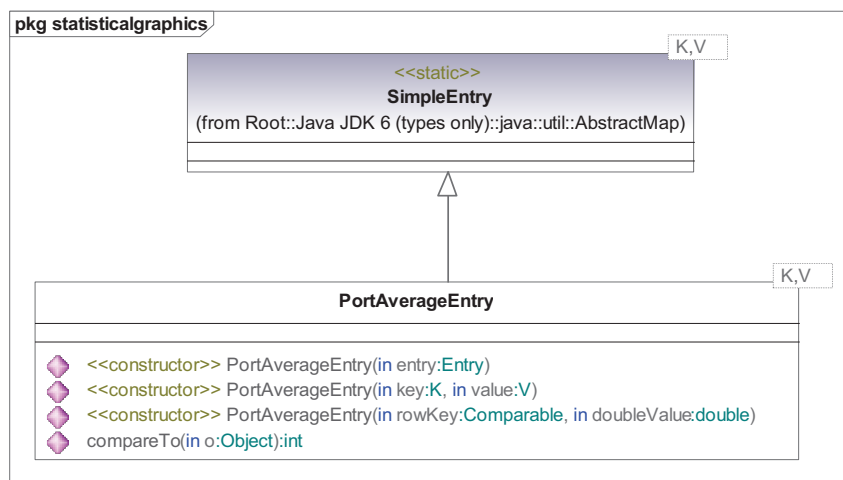 pkg statisticalgraphics
K,V
<<static>>
SimpleEntry
(from Root::Java JDK 6 (types only)::java::util::AbstractMap)
K,V
PortAverageEntry
<<constructor>> PortAverageEntry(in entry:Entry)
<<constructor>> PortAverageEntry(in key:K, in value:V)
<<constructor>> PortAverageEntry(in rowKey:Comparable, in doubleValue:double)
compareTo(in o:Object):int